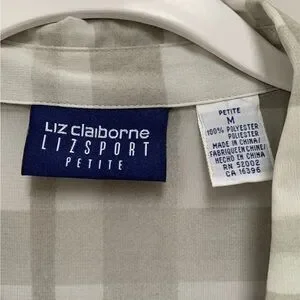 Liz claiborne
LIZSPORT
PETITE
PETITE
M
100% POLYESTER
POLIESTER
MADE IN CHINA/
FABRIQUE EN CHINE/
HECHO EN CHINA
RN 52002
CA 16396